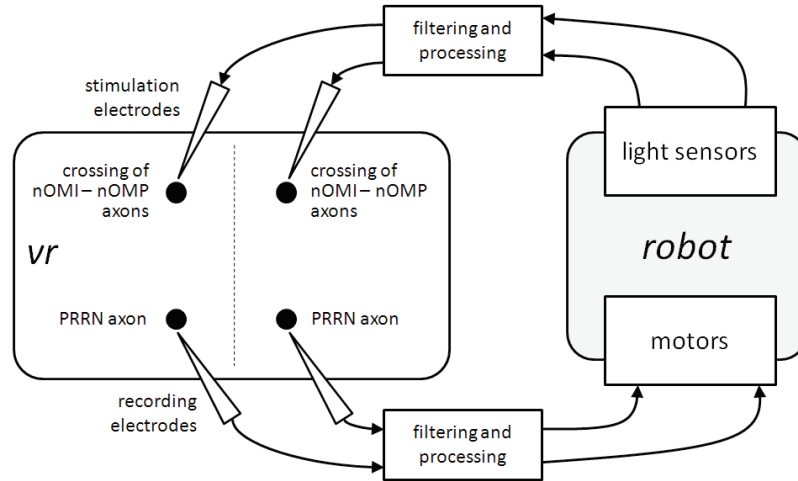 filtering and
processing
stimulation
electrodes
light sensors
crossing of
nOMI – nOMP
axons
crossing of
nOMI – nOMP
axons
vr
robot
PRRN axon
PRRN axon
motors
recording
electrodes
filtering and
processing